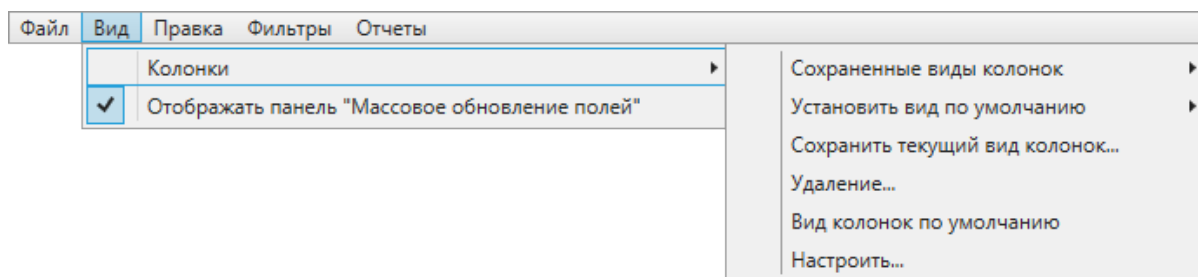 Файл Вид Правка Фильтры Отчеты
Колонки
Отображать панель "Массовое обновление полей"
Сохраненные виды колонок
Установить вид по умолчанию
Сохранить текущий вид колонок...
Удаление...
Вид колонок по умолчанию
Настроить...